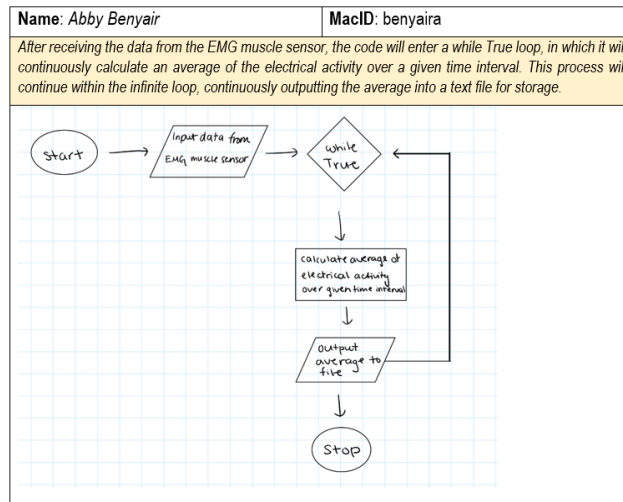 Name: Abby Benyair
MacID: benyaira
After receiving the data from the EMG muscle sensor, the code will enter a while True loop, in which it wil
continuously calculate an average of the electrical activity over a given time interval. This process wil
continue within the infinite loop, continuously outputting the average into a text file for storage.
Start
Input data from
EMG muscle sensor
while
True
calculate average of
electrical activity
over given time interval
output
average to
file
Stop